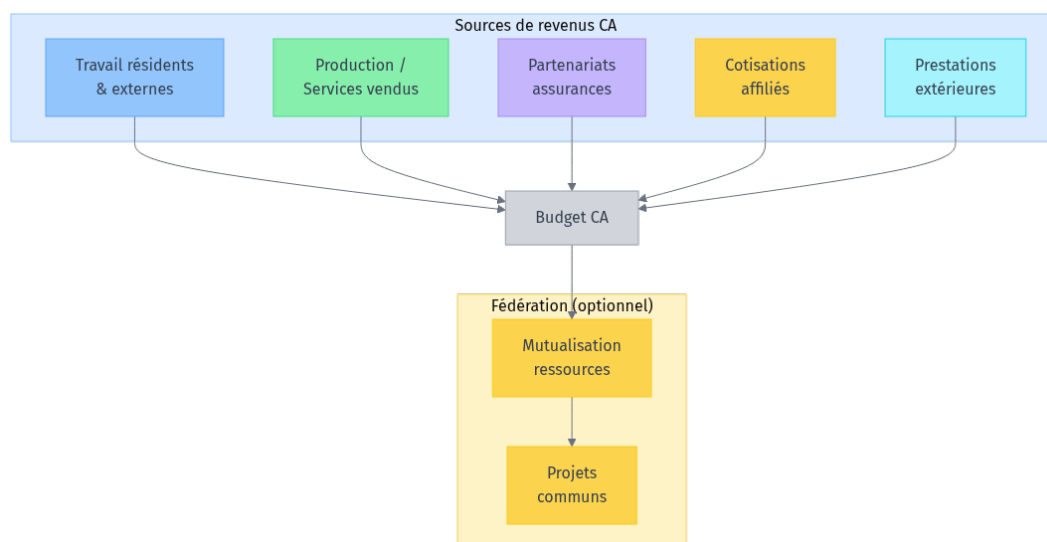 Sources de revenus CA
Travail résidents
& externes
Production /
Services vendus
Partenariats
assurances
Cotisations
affiliés
Prestations
extérieures
Budget CA
Fédération (optionnel)
Mutualisation
ressources
Projets
communs